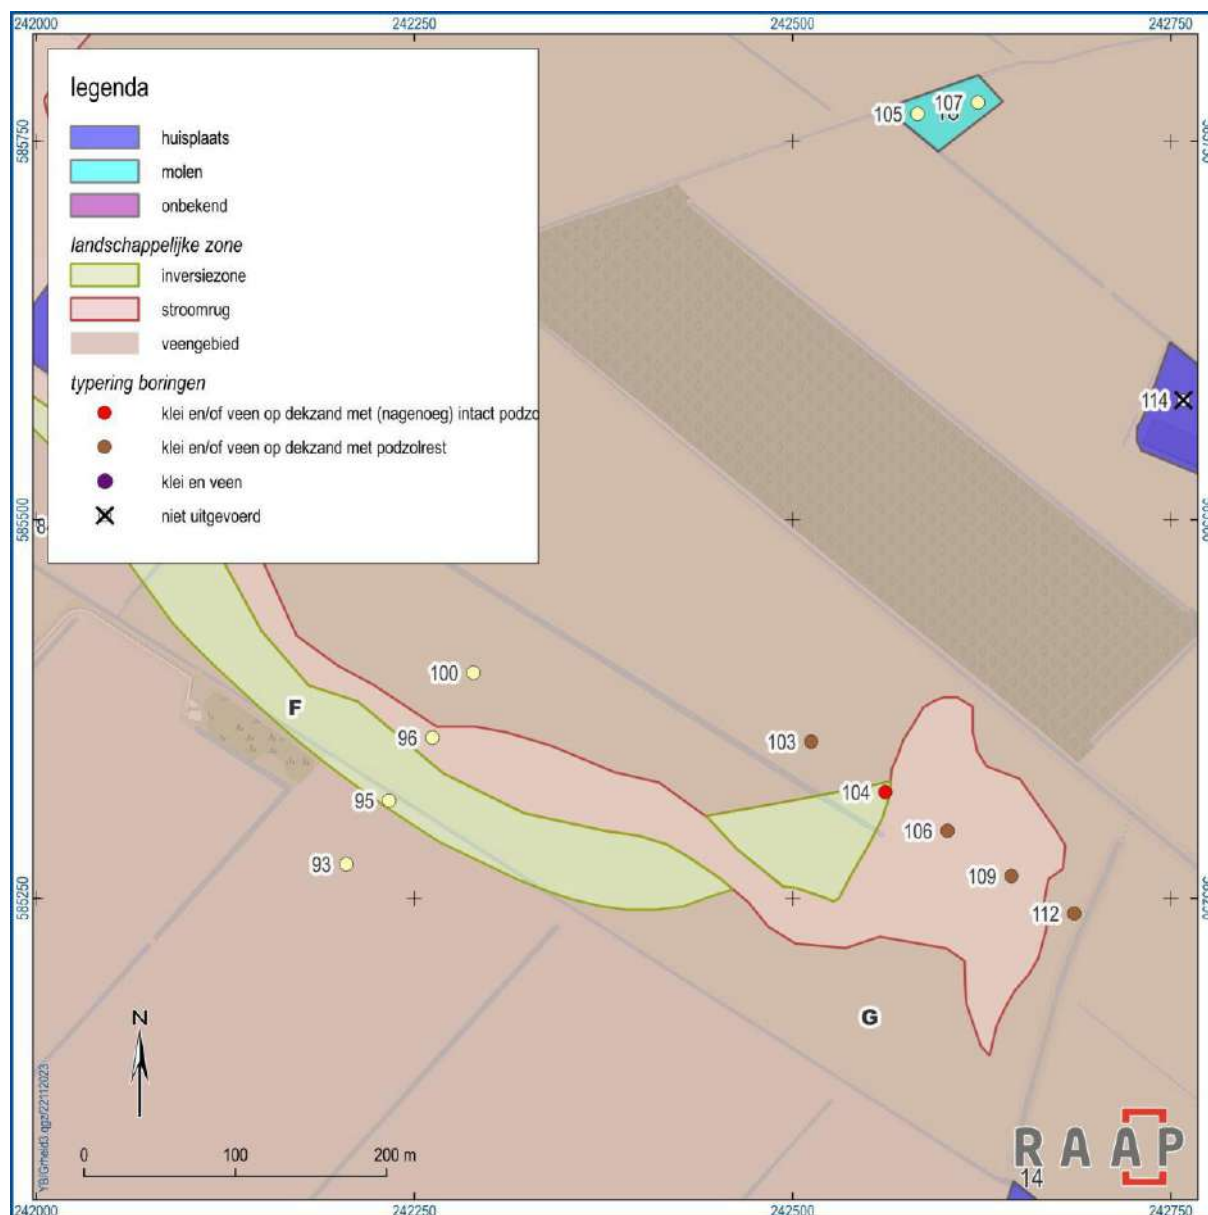 242000 242250 242500 242750
legenda
huisplaats
molen
onbekend
landschappelijke zone
inversiezone
stroomrug
veengebied
typering boringen
klei en/of veen op dekzand met (nagenoeg) intact podzo
klei en/of veen op dekzand met podzolrest
klei en veen
niet uitgevoerd
585750
585500
585250
105
107
114
100
F
96
103
95
104
106
93
109
112
G
N
0 100 200 m
RAAP
14
242000 242250 242500 242750